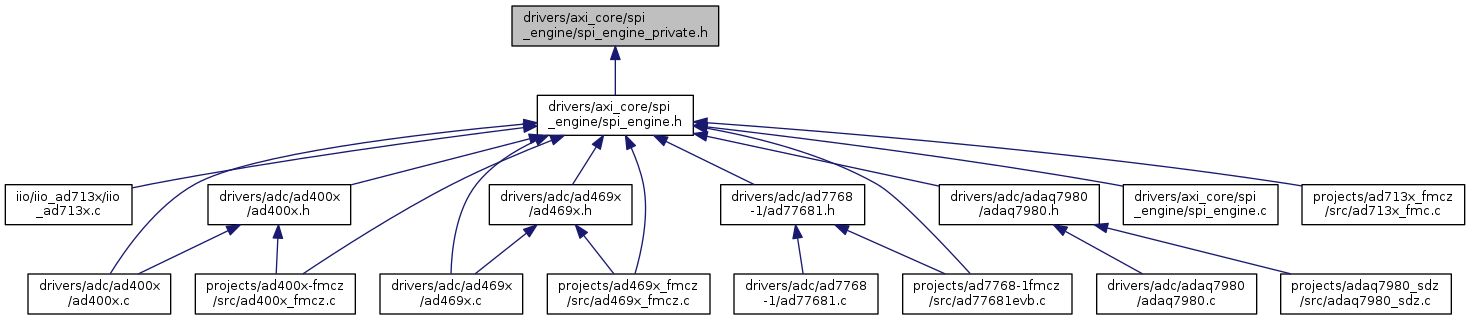 drivers/axi_core/spi
_engine/spi_engine_private.h
drivers/axi_core/spi
_engine/spi_engine.h
iio/iio_ad713x/iio
_ad713x.c
drivers/adc/ad400x
/ad400x.h
drivers/adc/ad469x
/ad469x.h
drivers/adc/ad7768
-1/ad77681.h
drivers/adc/adaq7980
/adaq7980.h
drivers/axi_core/spi
_engine/spi_engine.c
projects/ad713x_fmcz
/src/ad713x_fmc.c
drivers/adc/ad400x
/ad400x.c
projects/ad400x-fmcz
/src/ad400x_fmcz.c
drivers/adc/ad469x
/ad469x.c
projects/ad469x_fmcz
/src/ad469x_fmcz.c
drivers/adc/ad7768
-1/ad77681.c
projects/ad7768-1fmcz
/src/ad77681evb.c
drivers/adc/adaq7980
/adaq7980.c
projects/adaq7980_sdz
/src/adaq7980_sdz.c